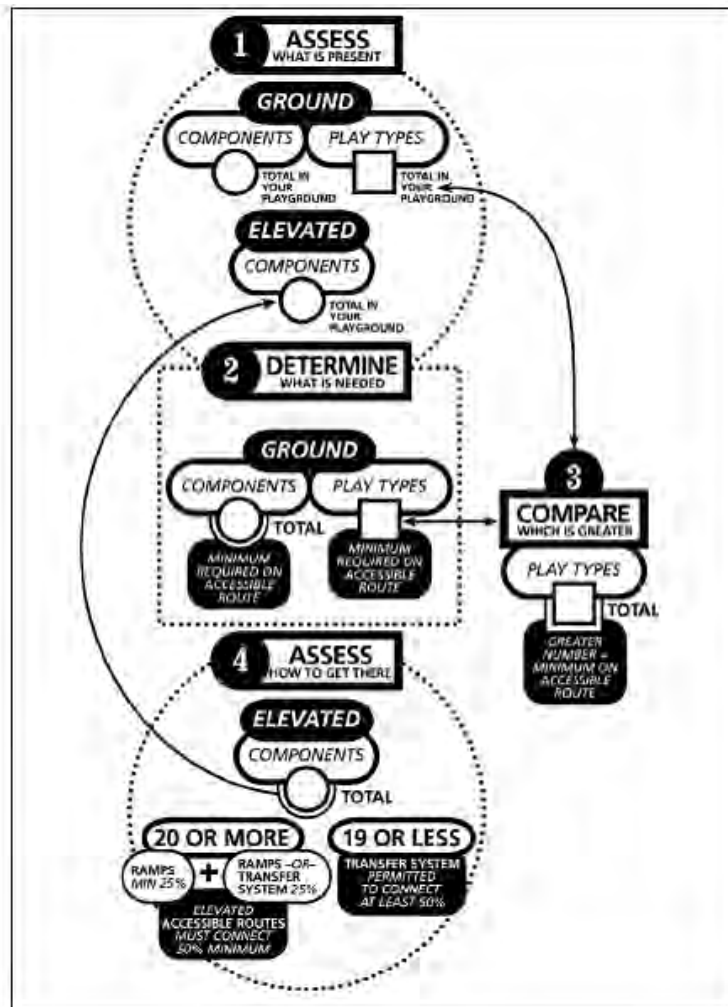 1
ASSESS
WHAT IS PRESENT
GROUND
COMPONENTS
PLAY TYPES
TOTAL IN
YOUR
PLAYGROUND
TOTAL IN
YOUR
PLAYGROUND
ELEVATED
COMPONENTS
TOTAL IN
YOUR
PLAYGROUND
2
DETERMINE
WHAT IS NEEDED
GROUND
COMPONENTS
PLAY TYPES
TOTAL
MINIMUM
REQUIRED ON
ACCESSIBLE
ROUTE
MINIMUM
REQUIRED ON
ACCESSIBLE
ROUTE
3
COMPARE
WHICH IS GREATER
PLAY TYPES
TOTAL
GREATER
NUMBER =
MINIMUM ON
ACCESSIBLE
ROUTE
4
ASSESS
HOW TO GET THERE
ELEVATED
COMPONENTS
TOTAL
20 OR MORE
RAMPS
MIN 25%
+
RAMPS -OR-
TRANSFER
SYSTEM 25%
ELEVATED
ACCESSIBLE ROUTES
MUST CONNECT
50% MINIMUM
19 OR LESS
TRANSFER SYSTEM
PERMITTED
TO CONNECT
AT LEAST 50%